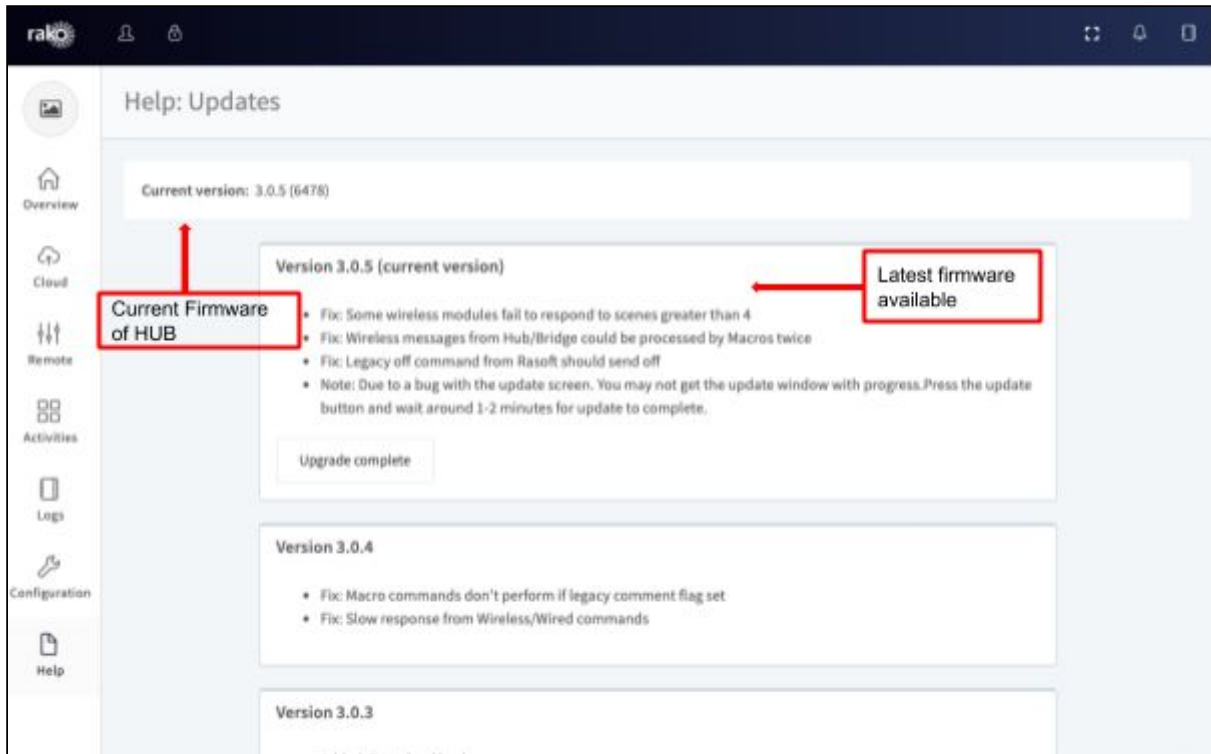 rako
Help: Updates
Overview
Cloud
Remote
Activities
Logs
Configuration
Help
Current version: 3.0.5 (6478)
Current Firmware
of HUB
Latest firmware
available
Version 3.0.5 (current version)
• Fix: Some wireless modules fail to respond to scenes greater than 4
• Fix: Wireless messages from Hub/Bridge could be processed by Macros twice
• Fix: Legacy off command from Rasoft should send off
• Note: Due to a bug with the update screen. You may not get the update window with progress.Press the update
button and wait around 1-2 minutes for update to complete.
Upgrade complete
Version 3.0.4
• Fix: Macro commands don't perform if legacy comment flag set
• Fix: Slow response from Wireless/Wired commands
Version 3.0.3